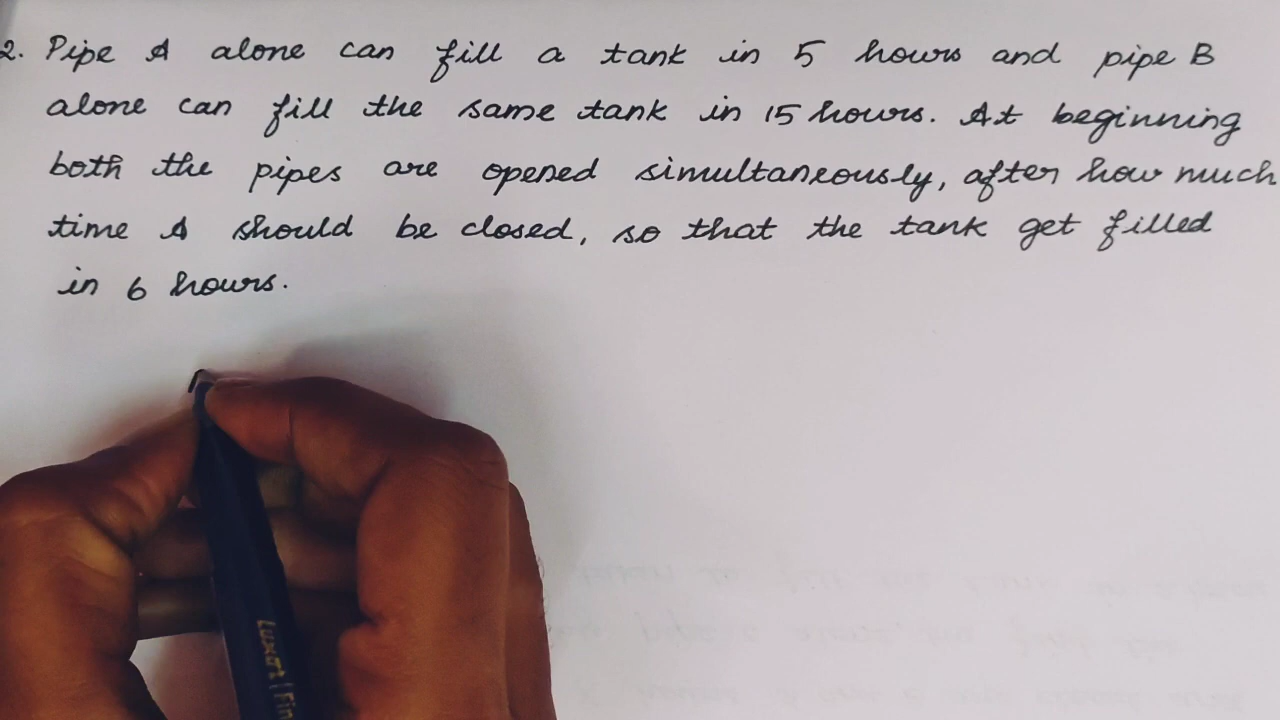 2. Pipe A alone can fill a tank in 5 hours and pipe B
alone can fill the same tank in 15 hours. At beginning
both the pipes are opened simultaneously, after how much
time A should be closed, so that the tank get filled
in 6 hours.
Luxor | Fin